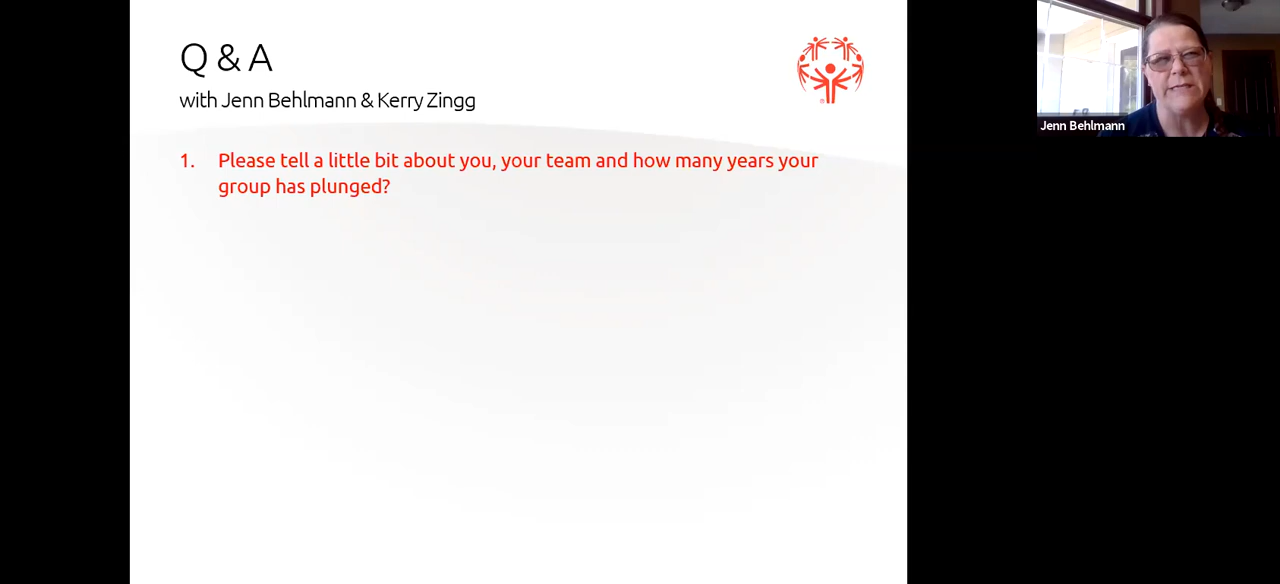 Q & A
with Jenn Behlmann & Kerry Zingg
1. Please tell a little bit about you, your team and how many years your
group has plunged?
Jenn Behlmann